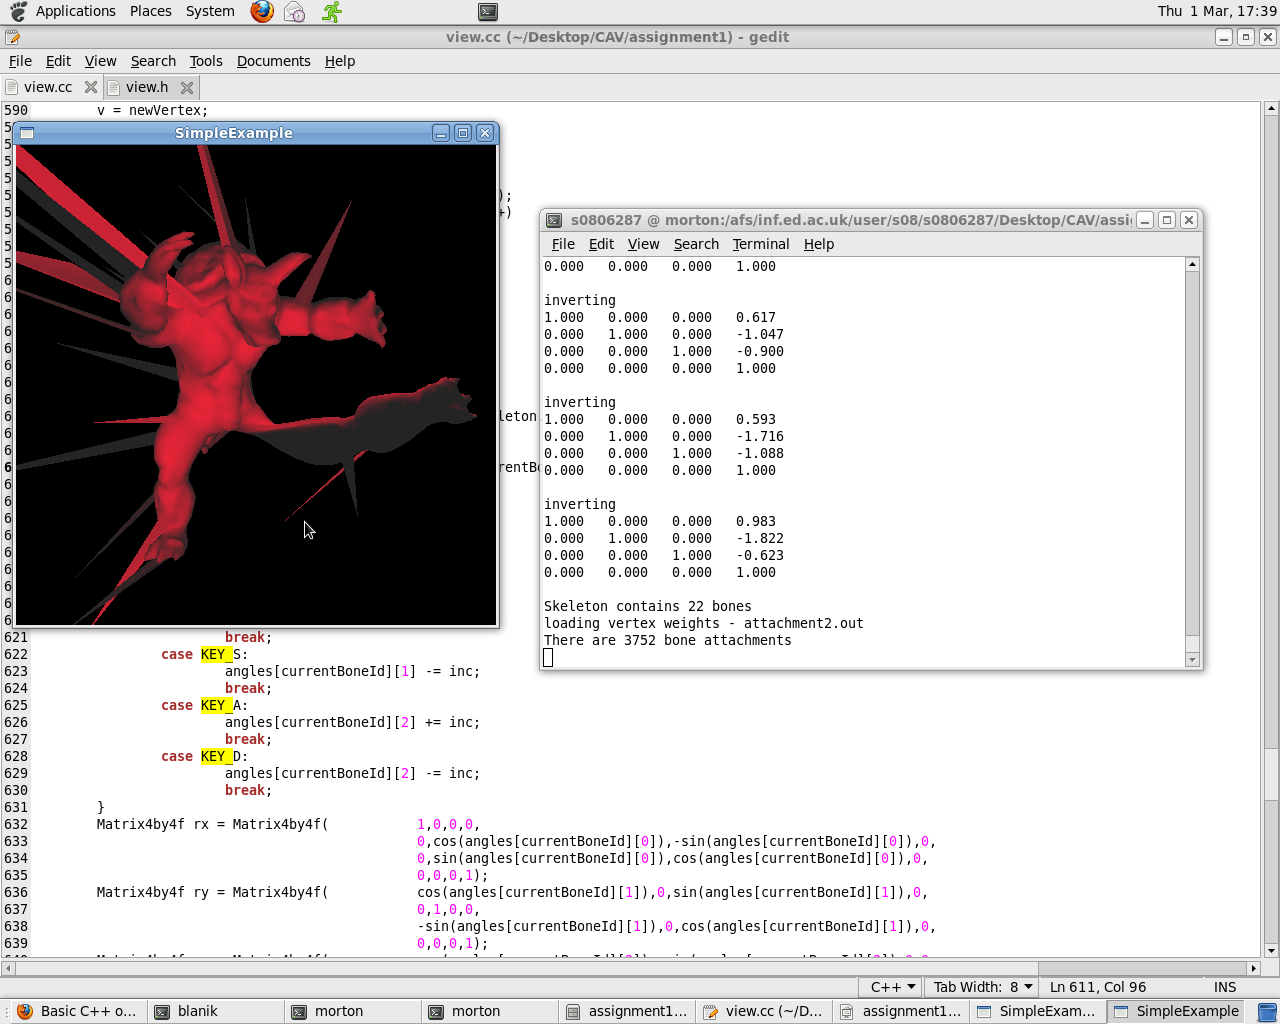 Applications Places System Thu 1 Mar, 17:39
view.cc (~/Desktop/CAV/assignment1) - gedit
File Edit View Search Tools Documents Help
view.cc view.h
590 v = newVertex;
SimpleExample
);
+)
leton
rentBo
s0806287 @ morton:/afs/inf.ed.ac.uk/user/s08/s0806287/Desktop/CAV/assi
File Edit View Search Terminal Help
0.000 0.000 0.000 1.000
inverting
1.000 0.000 0.000 0.617
0.000 1.000 0.000 -1.047
0.000 0.000 1.000 -0.900
0.000 0.000 0.000 1.000
inverting
1.000 0.000 0.000 0.593
0.000 1.000 0.000 -1.716
0.000 0.000 1.000 -1.088
0.000 0.000 0.000 1.000
inverting
1.000 0.000 0.000 0.983
0.000 1.000 0.000 -1.822
0.000 0.000 1.000 -0.623
0.000 0.000 0.000 1.000
Skeleton contains 22 bones
loading vertex weights - attachment2.out
There are 3752 bone attachments
621 break;
622 case KEY_S:
623 angles[currentBoneId][1] -= inc;
624 break;
625 case KEY_A:
626 angles[currentBoneId][2] += inc;
627 break;
628 case KEY_D:
629 angles[currentBoneId][2] -= inc;
630 break;
631 }
632 Matrix4by4f rx = Matrix4by4f( 1,0,0,0,
633 0,cos(angles[currentBoneId][0]),-sin(angles[currentBoneId][0]),0,
634 0,sin(angles[currentBoneId][0]),cos(angles[currentBoneId][0]),0,
635 0,0,0,1);
636 Matrix4by4f ry = Matrix4by4f( cos(angles[currentBoneId][1]),0,sin(angles[currentBoneId][1]),0,
637 0,1,0,0,
638 -sin(angles[currentBoneId][1]),0,cos(angles[currentBoneId][1]),0,
639 0,0,0,1);
C++ Tab Width: 8 Ln 611, Col 96 INS
Basic C++ o... blanik morton morton assignment1... view.cc (~/D... assignment1... SimpleExam... SimpleExample